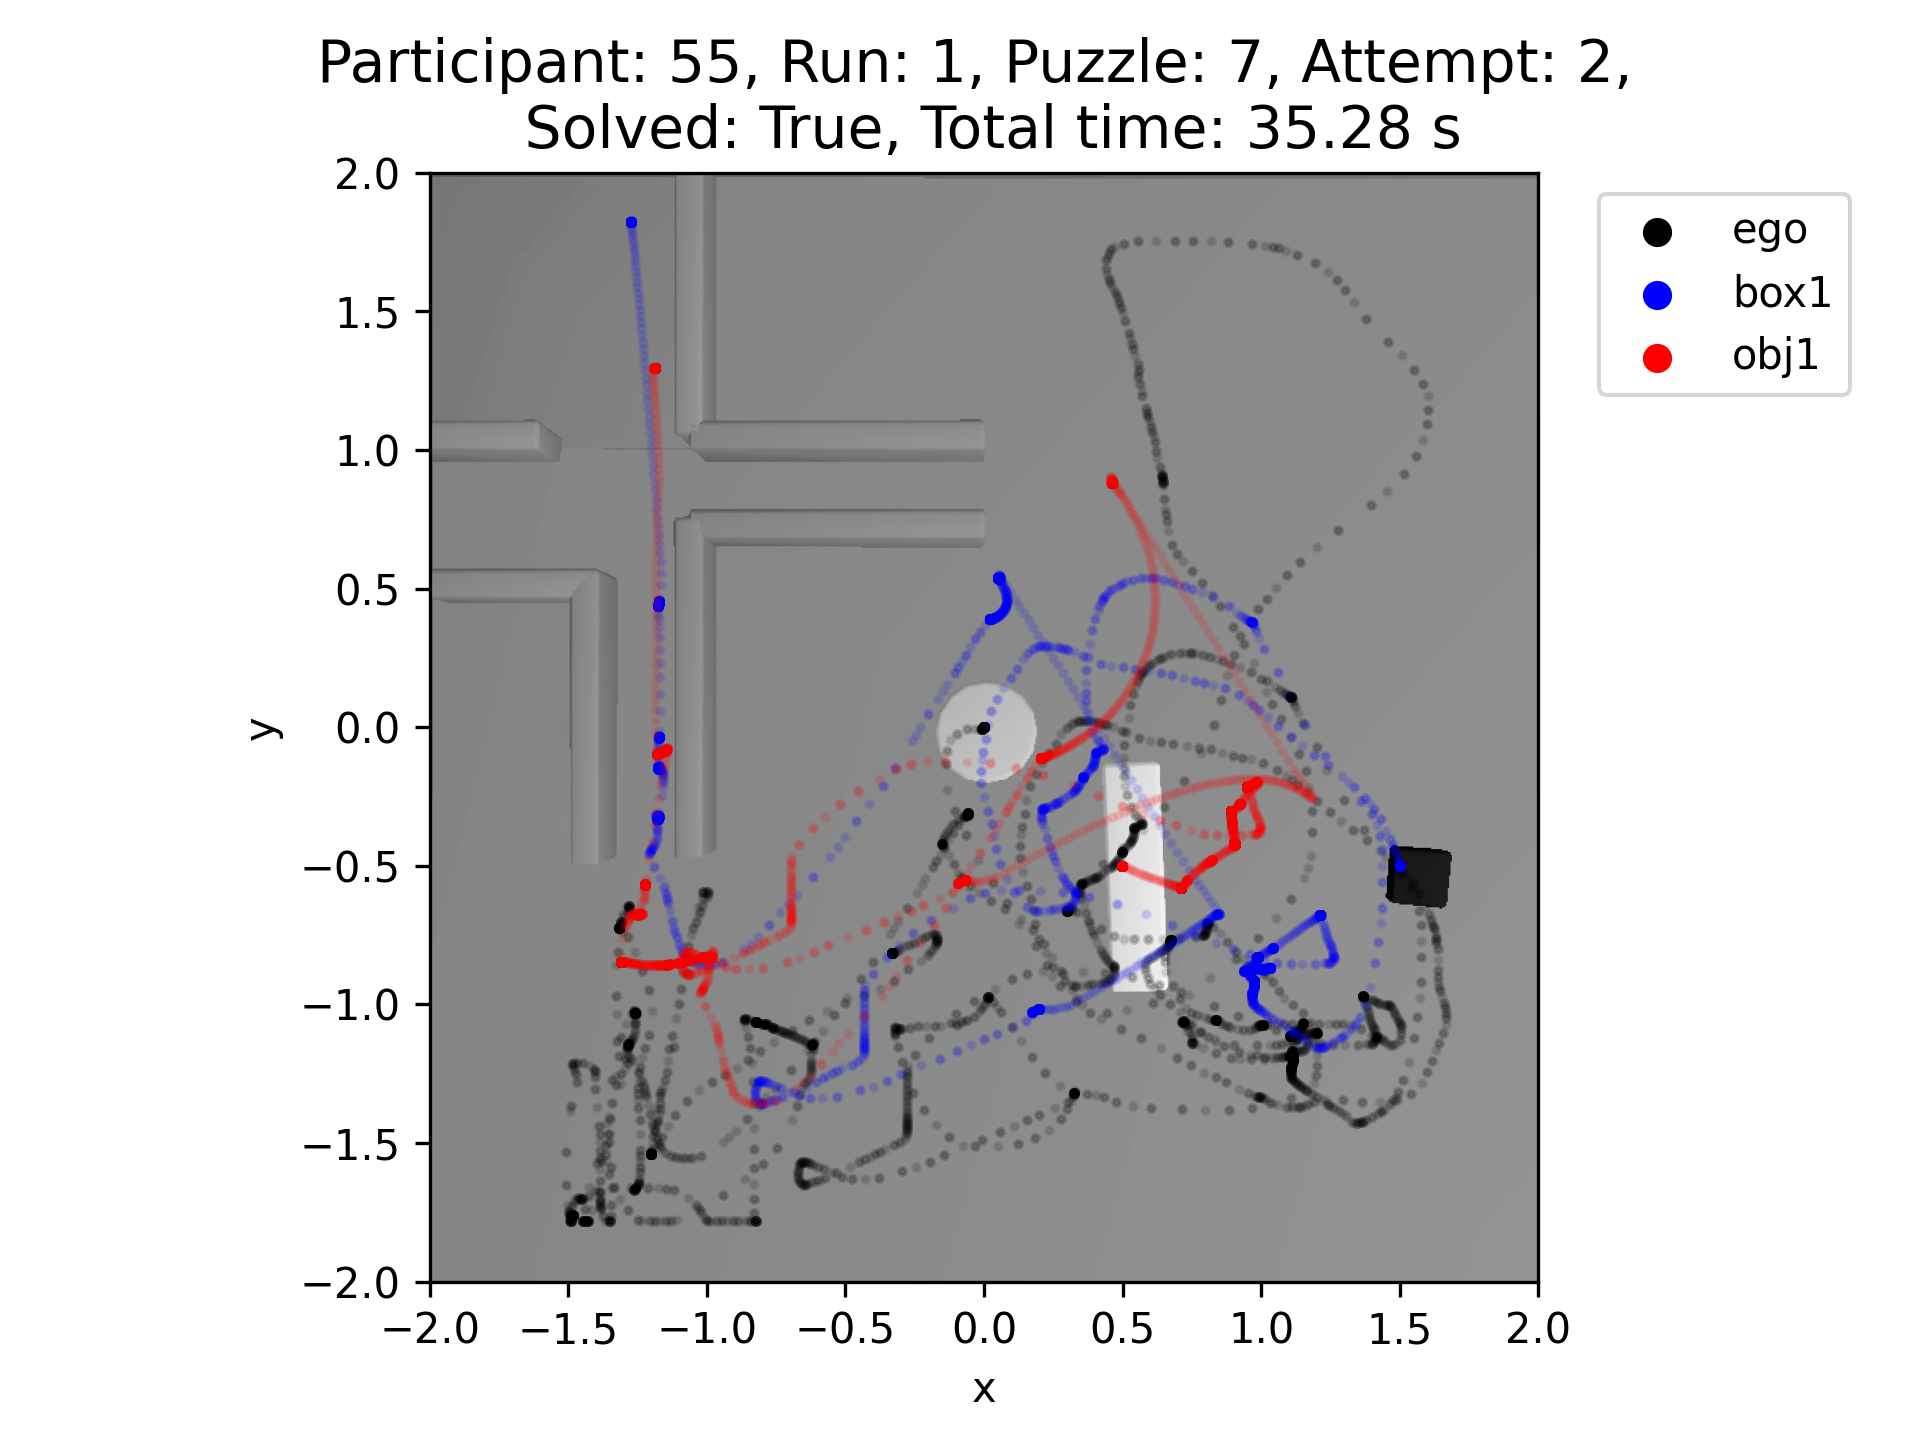 Participant: 55, Run: 1, Puzzle: 7, Attempt: 2,
Solved: True, Total time: 35.28 s
2.0
1.5
1.0
0.5
0.0
−0.5
−1.0
−1.5
−2.0
y
−2.0 −1.5 −1.0 −0.5 0.0 0.5 1.0 1.5 2.0
x
ego
box1
obj1